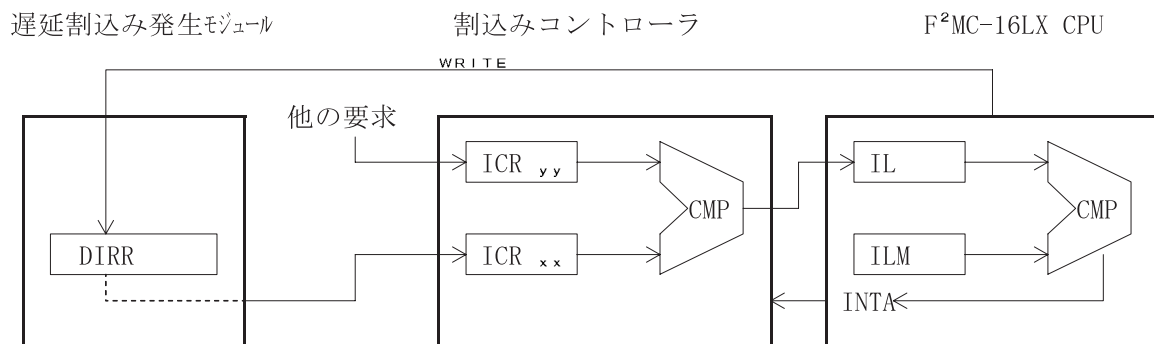 遅延割込み発生ﾓｼﾞｭｰﾙ 割込みコントローラ F²MC-16LX CPU
WRITE
他の要求
ICR yy IL
CMP CMP
DIRR ICR xx ILM
INTA